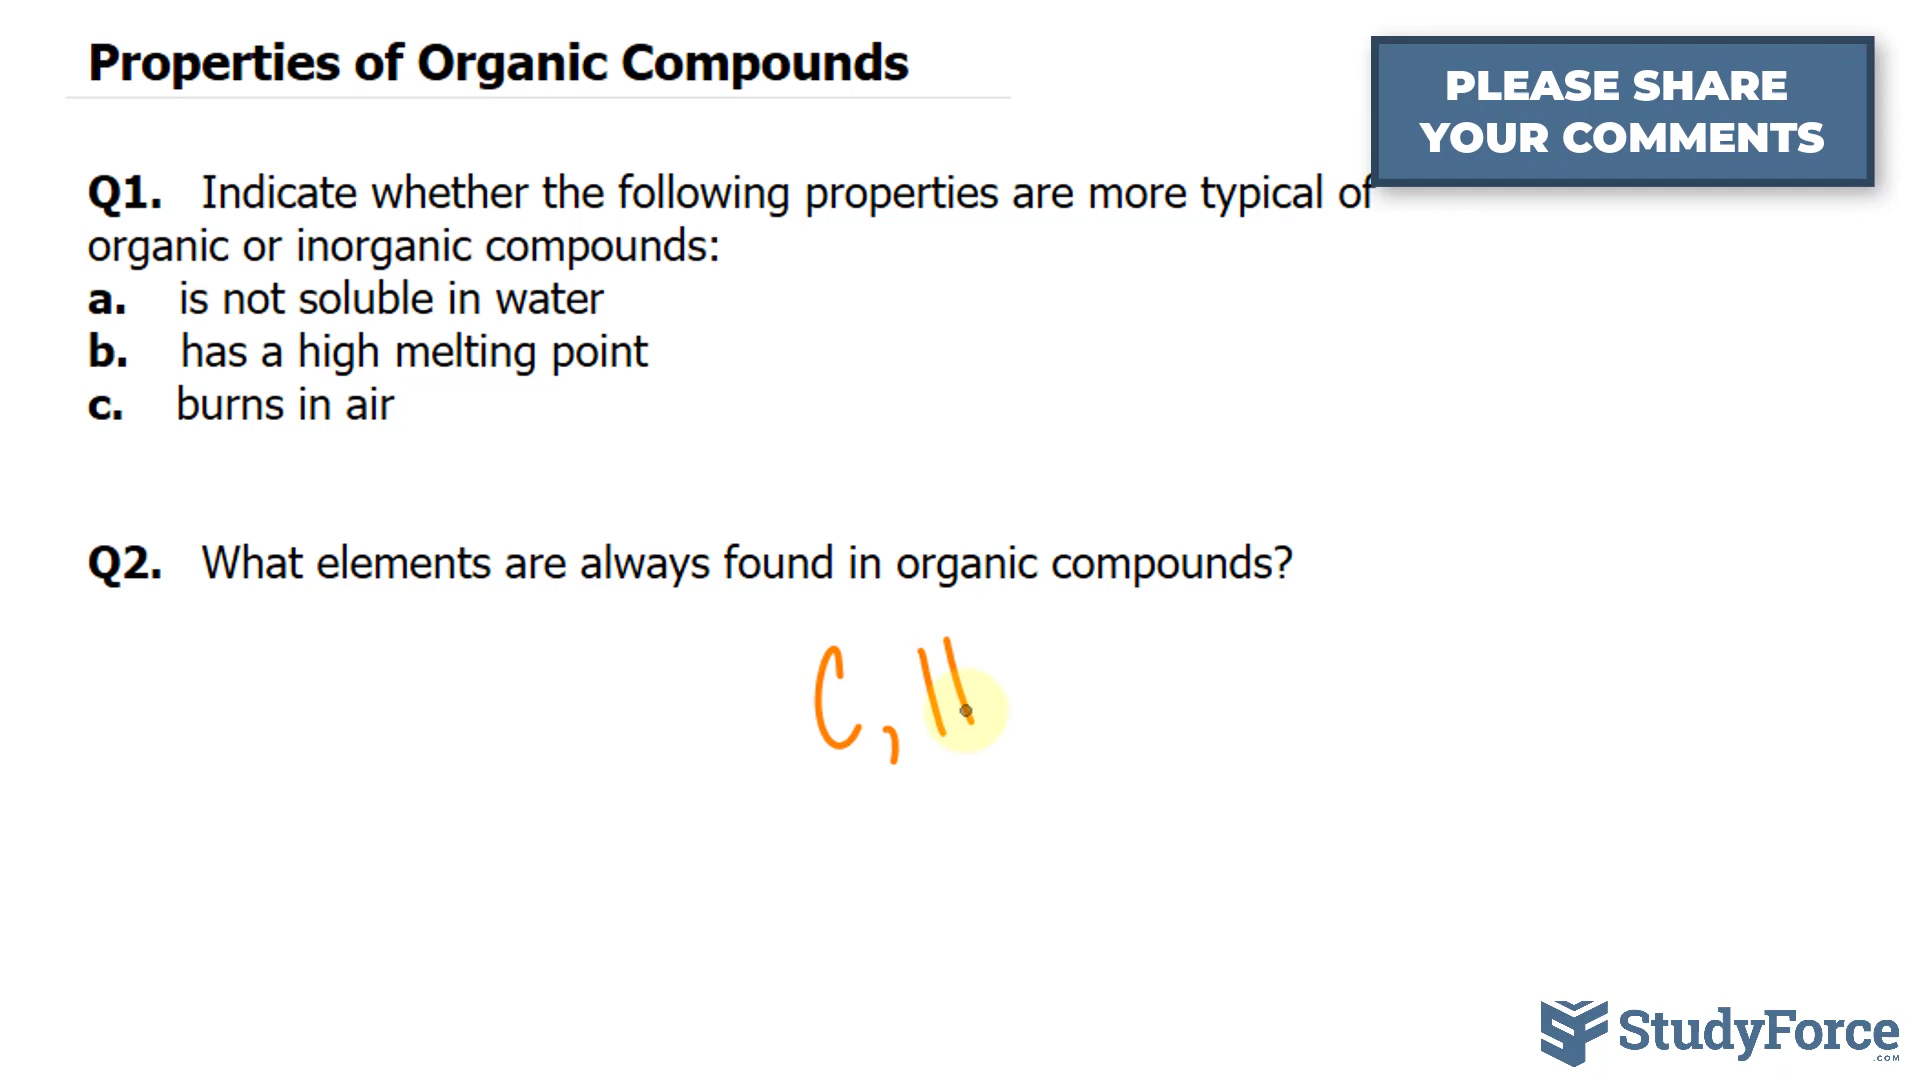 Properties of Organic Compounds
PLEASE SHARE
YOUR COMMENTS
Q1. Indicate whether the following properties are more typical of
organic or inorganic compounds:
a. is not soluble in water
b. has a high melting point
c. burns in air
Q2. What elements are always found in organic compounds?
C,
StudyForce
.COM